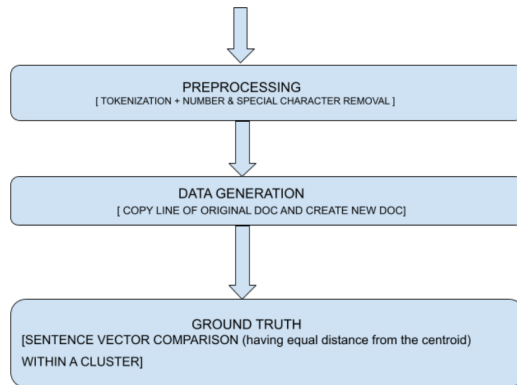 PREPROCESSING
[ TOKENIZATION + NUMBER & SPECIAL CHARACTER REMOVAL ]
DATA GENERATION
[ COPY LINE OF ORIGINAL DOC AND CREATE NEW DOC]
GROUND TRUTH
[SENTENCE VECTOR COMPARISON (having equal distance from the centroid)
WITHIN A CLUSTER]